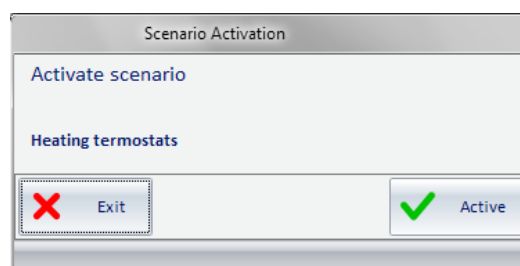 Scenario Activation
Activate scenario
Heating termostats
Exit
Active